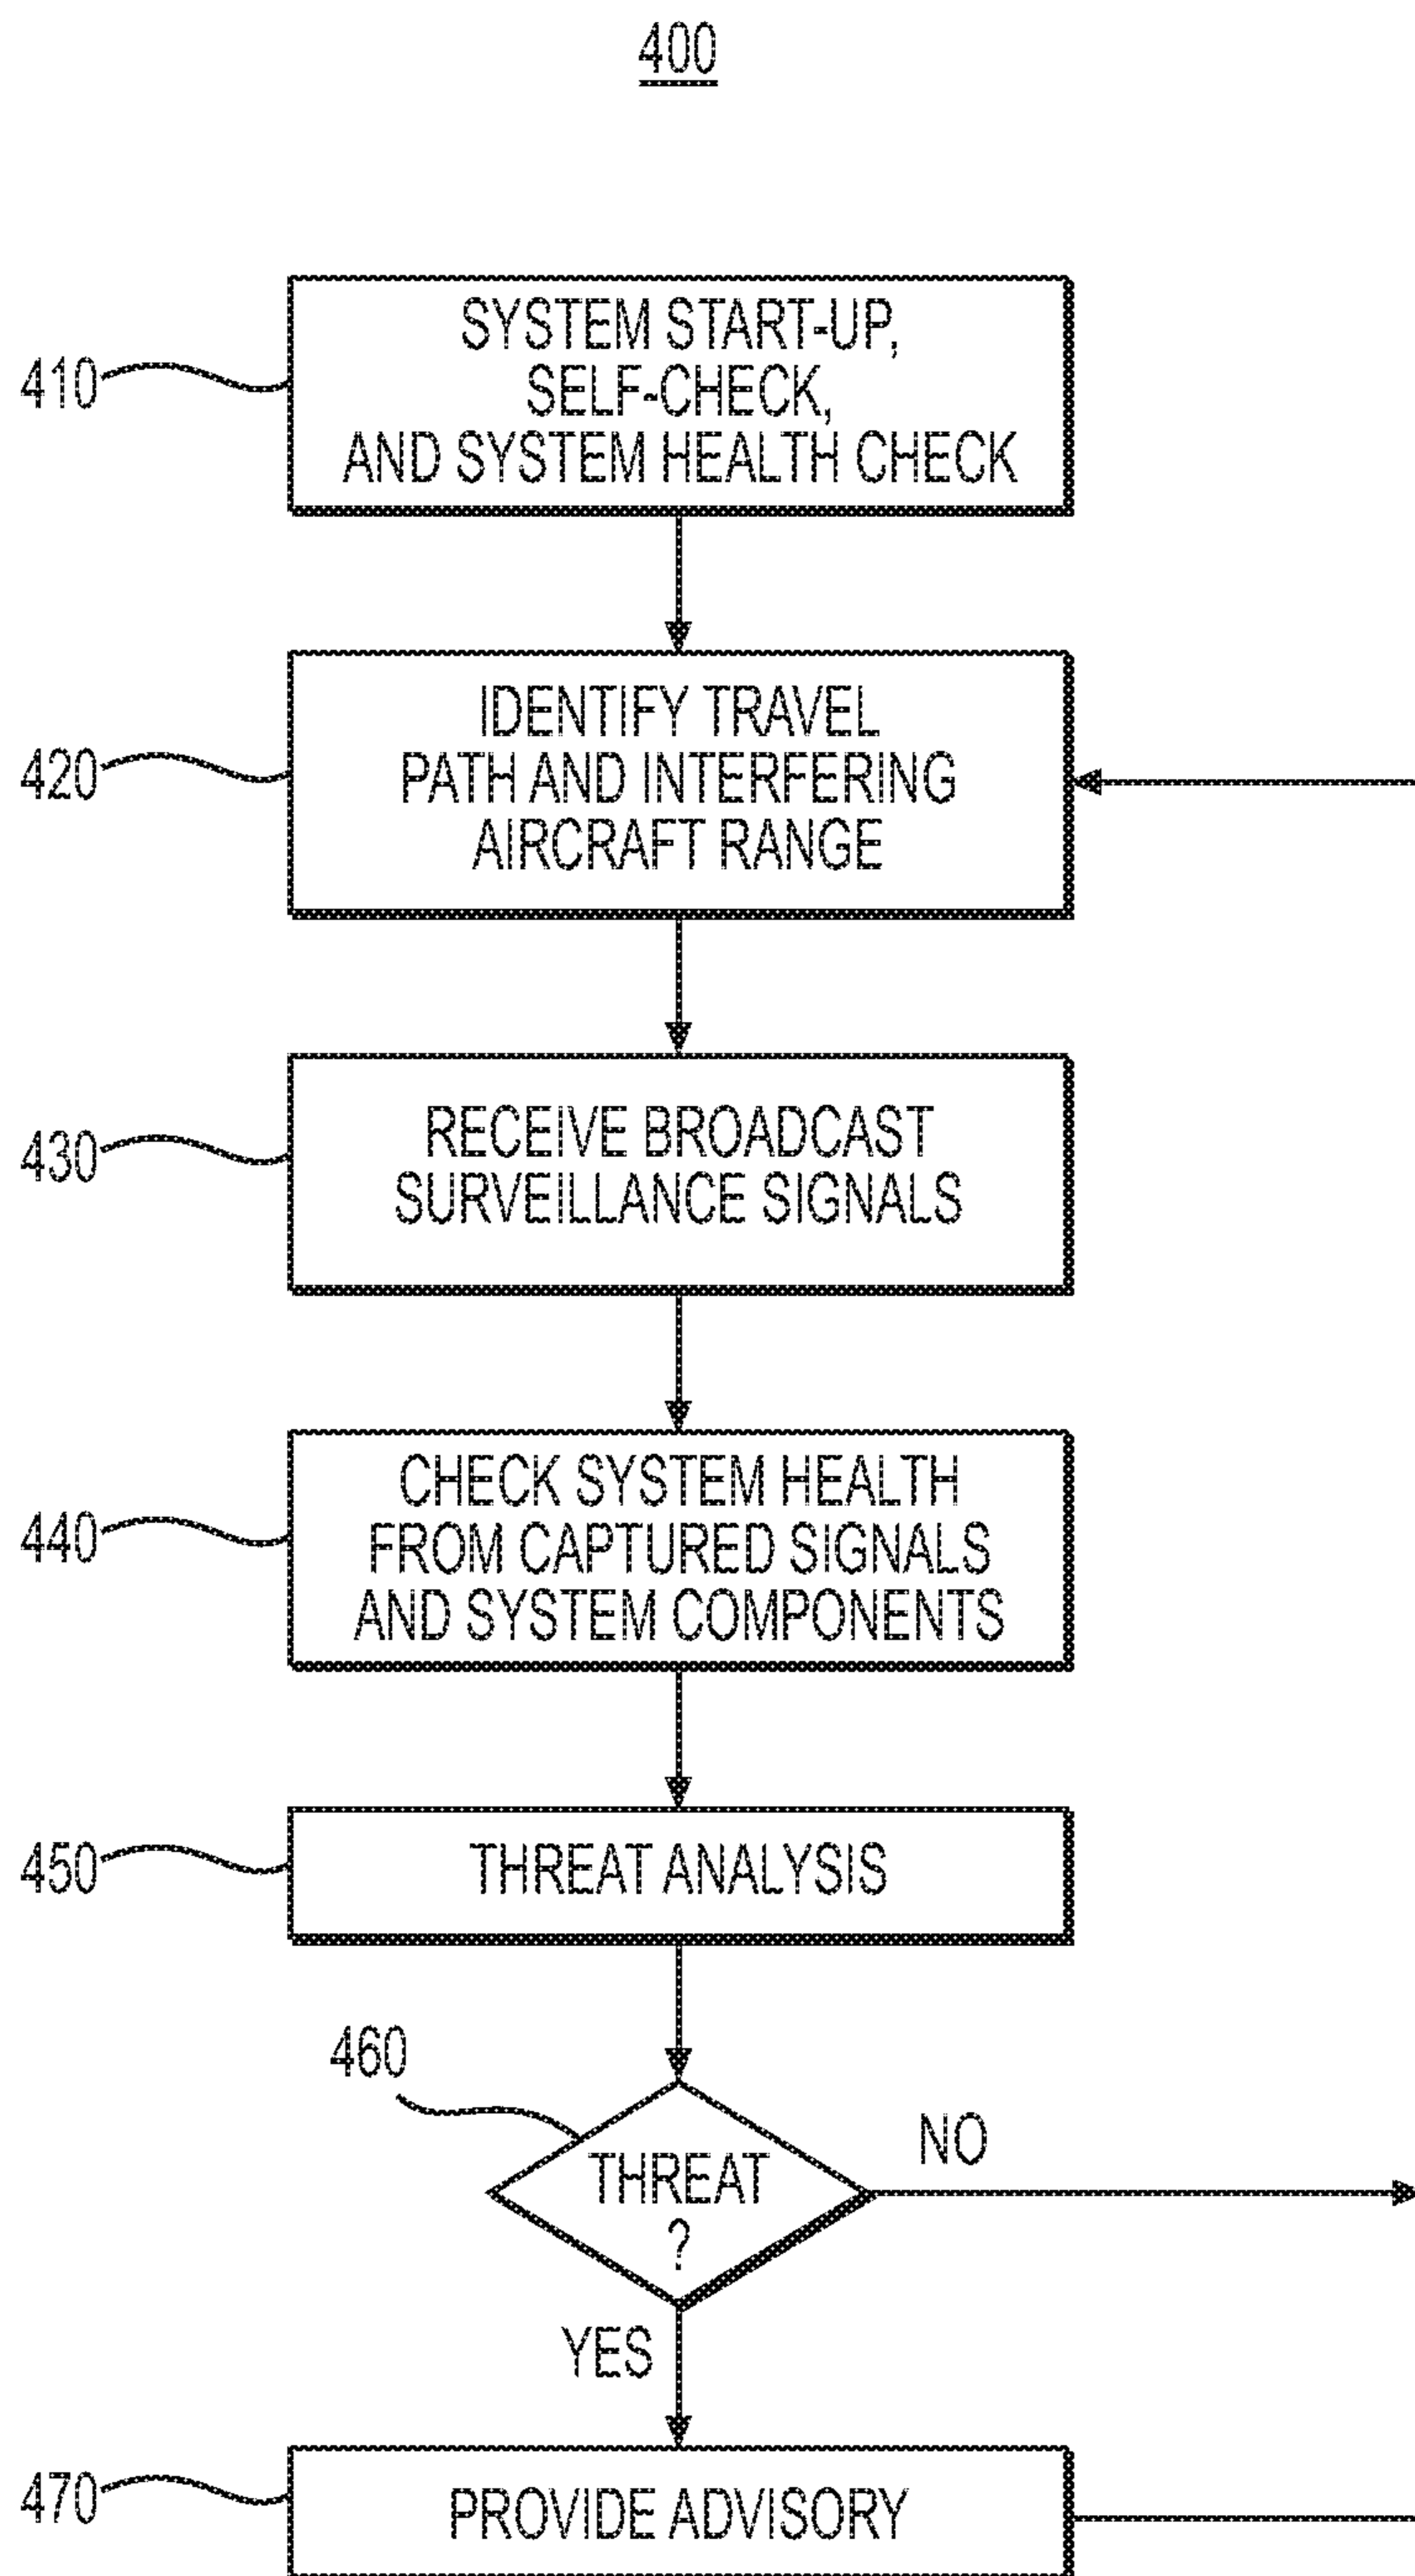 400
410
SYSTEM START-UP,
SELF-CHECK,
AND SYSTEM HEALTH CHECK
420
IDENTIFY TRAVEL
PATH AND INTERFERING
AIRCRAFT RANGE
430
RECEIVE BROADCAST
SURVEILLANCE SIGNALS
440
CHECK SYSTEM HEALTH
FROM CAPTURED SIGNALS
AND SYSTEM COMPONENTS
450
THREAT ANALYSIS
460
THREAT
?
NO
YES
470
PROVIDE ADVISORY